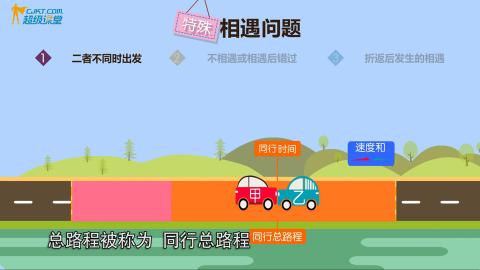 CJKT.COM
超级课堂
特殊 相遇问题
1 二者不同时出发
2 不相遇或相遇后错过
3 折返后发生的相遇
同行时间
速度和
甲 乙
总路程被称为 同行总路程
同行总路程